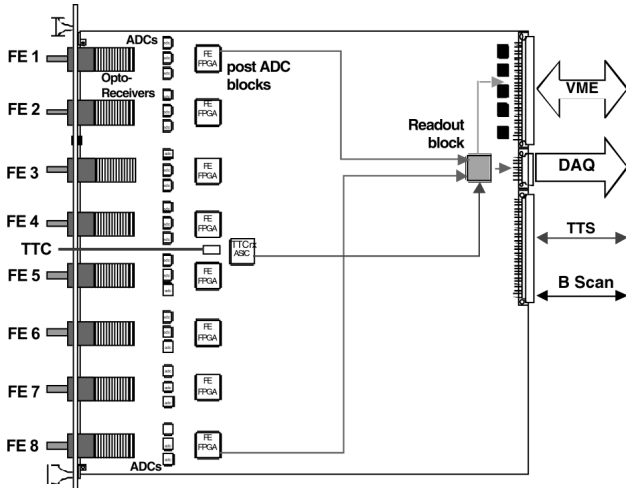 ADCs
FE 1
Opto-
Receivers
FE
FPGA
post ADC
blocks
VME
FE 2
FE
FPGA
Readout
block
FE 3
FE
FPGA
DAQ
FE 4
FE
FPGA
TTC
TTCrx
ASIC
TTS
FE 5
FE
FPGA
B Scan
FE 6
FE
FPGA
FE 7
FE
FPGA
FE 8
FE
FPGA
ADCs